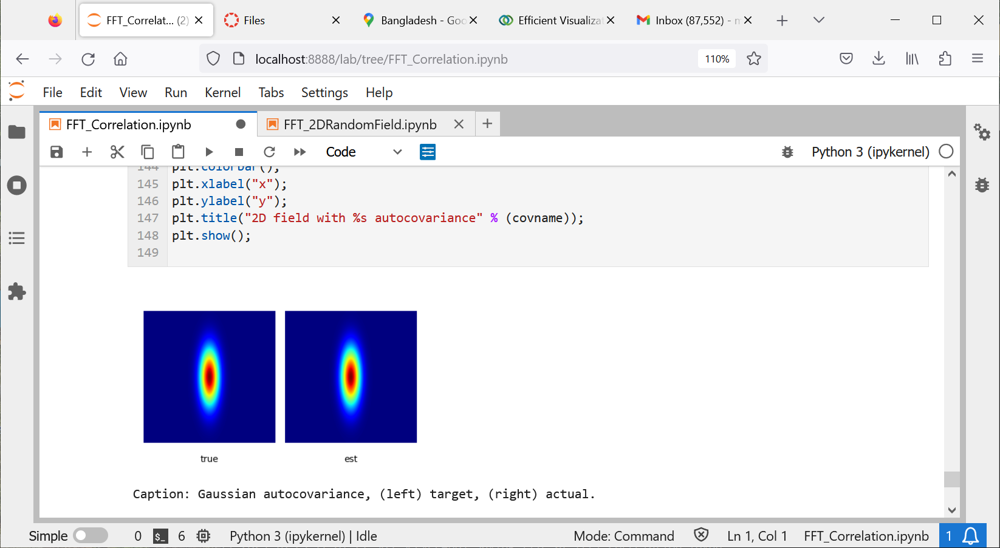 FFT_Correlat... (2)
Files
Bangladesh - Goo
Efficient Visualizat
Inbox (87,552) - m
localhost:8888/lab/tree/FFT_Correlation.ipynb
110%
File Edit View Run Kernel Tabs Settings Help
FFT_Correlation.ipynb
FFT_2DRandomField.ipynb
Code
Python 3 (ipykernel)
144 plt.colorbar();
145 plt.xlabel("x");
146 plt.ylabel("y");
147 plt.title("2D field with %s autocovariance" % (covname));
148 plt.show();
149
true
est
Caption: Gaussian autocovariance, (left) target, (right) actual.
Simple 0 $_ 6 Python 3 (ipykernel) | Idle Mode: Command Ln 1, Col 1 FFT_Correlation.ipynb 1